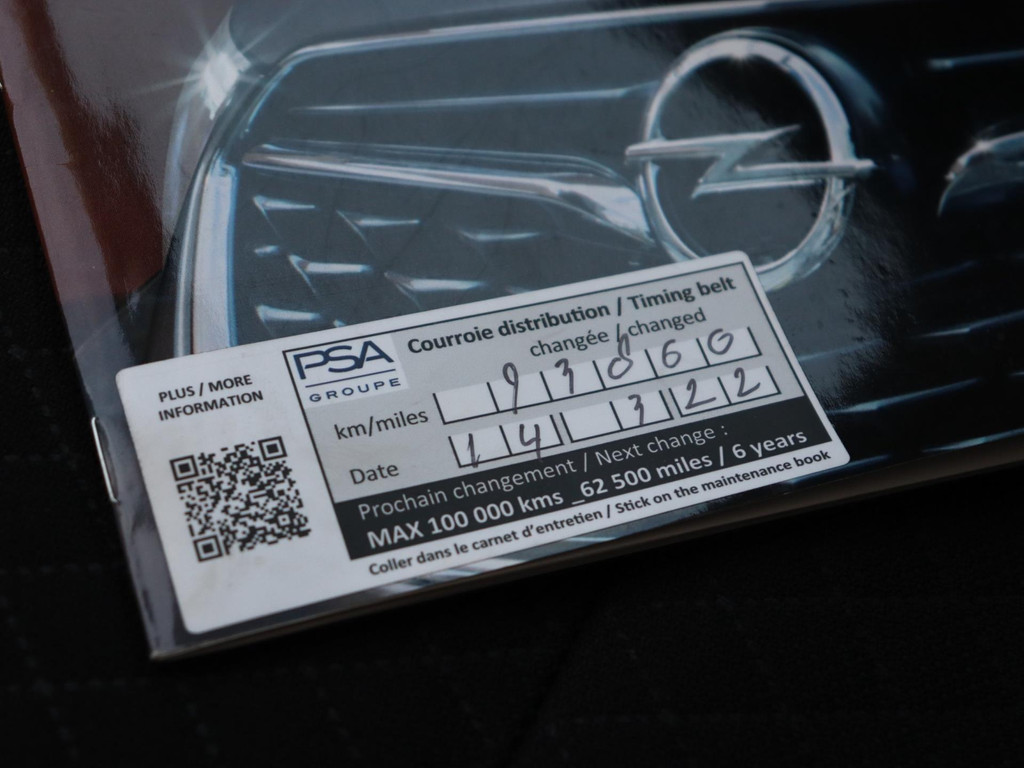 PLUS / MORE
INFORMATION
PSA
GROUPE
Courroie distribution / Timing belt
changée / changed
km/miles 93060
Date 14 3 22
Prochain changement / Next change :
MAX 100 000 kms _62 500 miles / 6 years
Coller dans le carnet d'entretien / Stick on the maintenance book